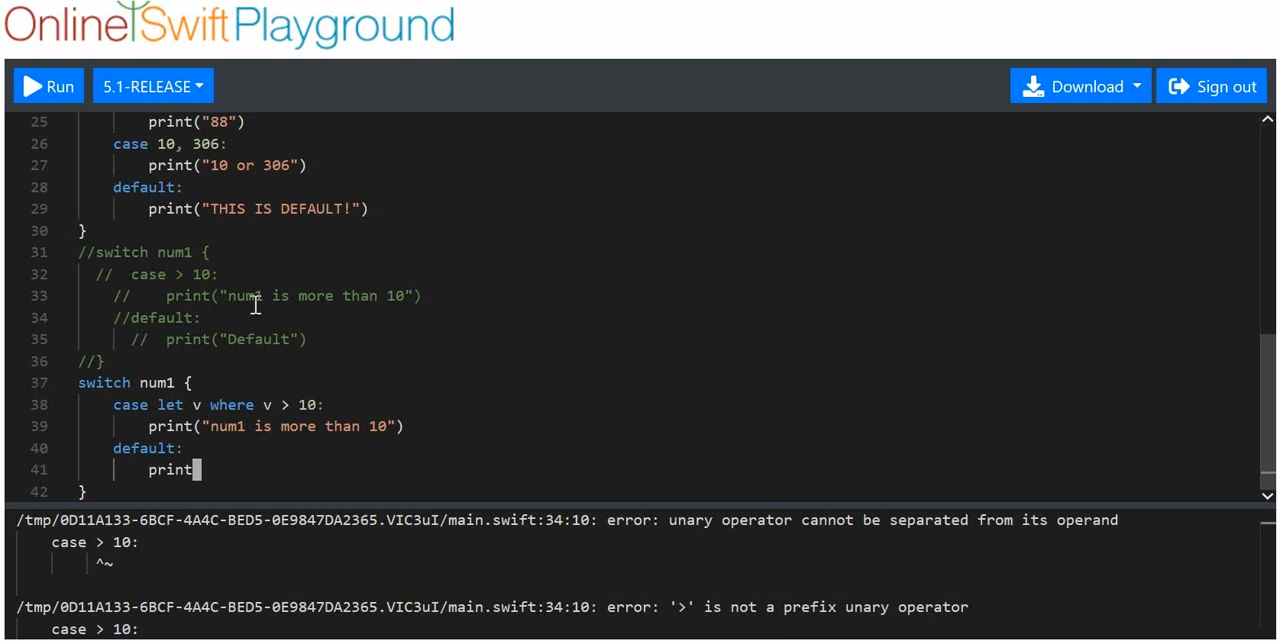 OnlineSwiftPlayground
Run 5.1-RELEASE Download Sign out
25 print("88")
26 case 10, 306:
27 print("10 or 306")
28 default:
29 print("THIS IS DEFAULT!")
30 }
31 //switch num1 {
32 // case > 10:
33 // print("num1 is more than 10")
34 //default:
35 // print("Default")
36 //}
37 switch num1 {
38 case let v where v > 10:
39 print("num1 is more than 10")
40 default:
41 print
42 }
/tmp/0D11A133-6BCF-4A4C-BED5-0E9847DA2365.VIC3uI/main.swift:34:10: error: unary operator cannot be separated from its operand
case > 10:
^~
/tmp/0D11A133-6BCF-4A4C-BED5-0E9847DA2365.VIC3uI/main.swift:34:10: error: '>' is not a prefix unary operator
case > 10: